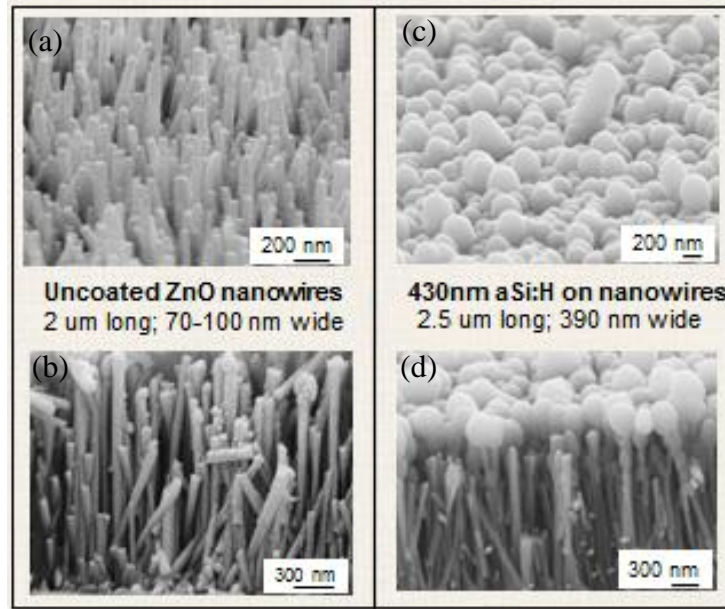 (a)
200 nm
Uncoated ZnO nanowires
2 um long; 70-100 nm wide
(b)
300 nm
(c)
200 nm
430nm aSi:H on nanowires
2.5 um long; 390 nm wide
(d)
300 nm